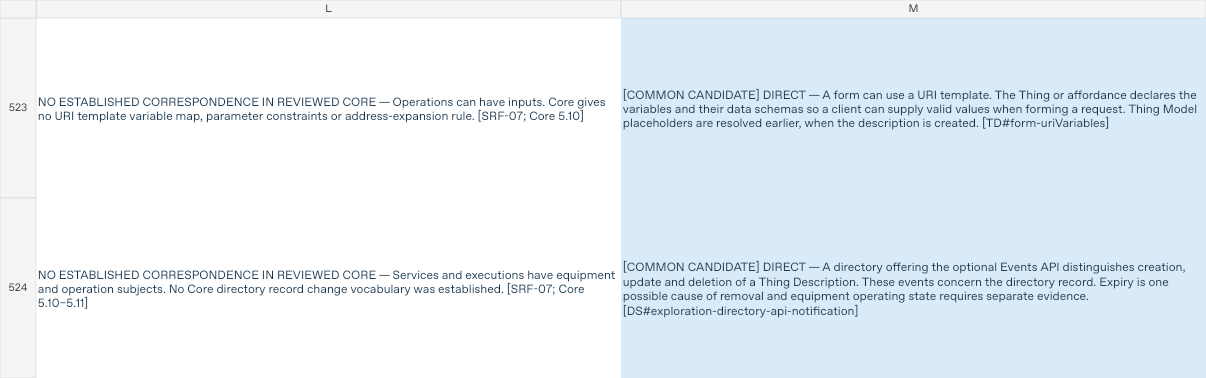 L
M
523
NO ESTABLISHED CORRESPONDENCE IN REVIEWED CORE — Operations can have inputs. Core gives
no URI template variable map, parameter constraints or address-expansion rule. [SRF-07; Core 5.10]
[COMMON CANDIDATE] DIRECT — A form can use a URI template. The Thing or affordance declares the
variables and their data schemas so a client can supply valid values when forming a request. Thing Model
placeholders are resolved earlier, when the description is created. [TD#form-uriVariables]
524
NO ESTABLISHED CORRESPONDENCE IN REVIEWED CORE — Services and executions have equipment
and operation subjects. No Core directory record change vocabulary was established. [SRF-07; Core
5.10–5.11]
[COMMON CANDIDATE] DIRECT — A directory offering the optional Events API distinguishes creation,
update and deletion of a Thing Description. These events concern the directory record. Expiry is one
possible cause of removal and equipment operating state requires separate evidence.
[DS#exploration-directory-api-notification]